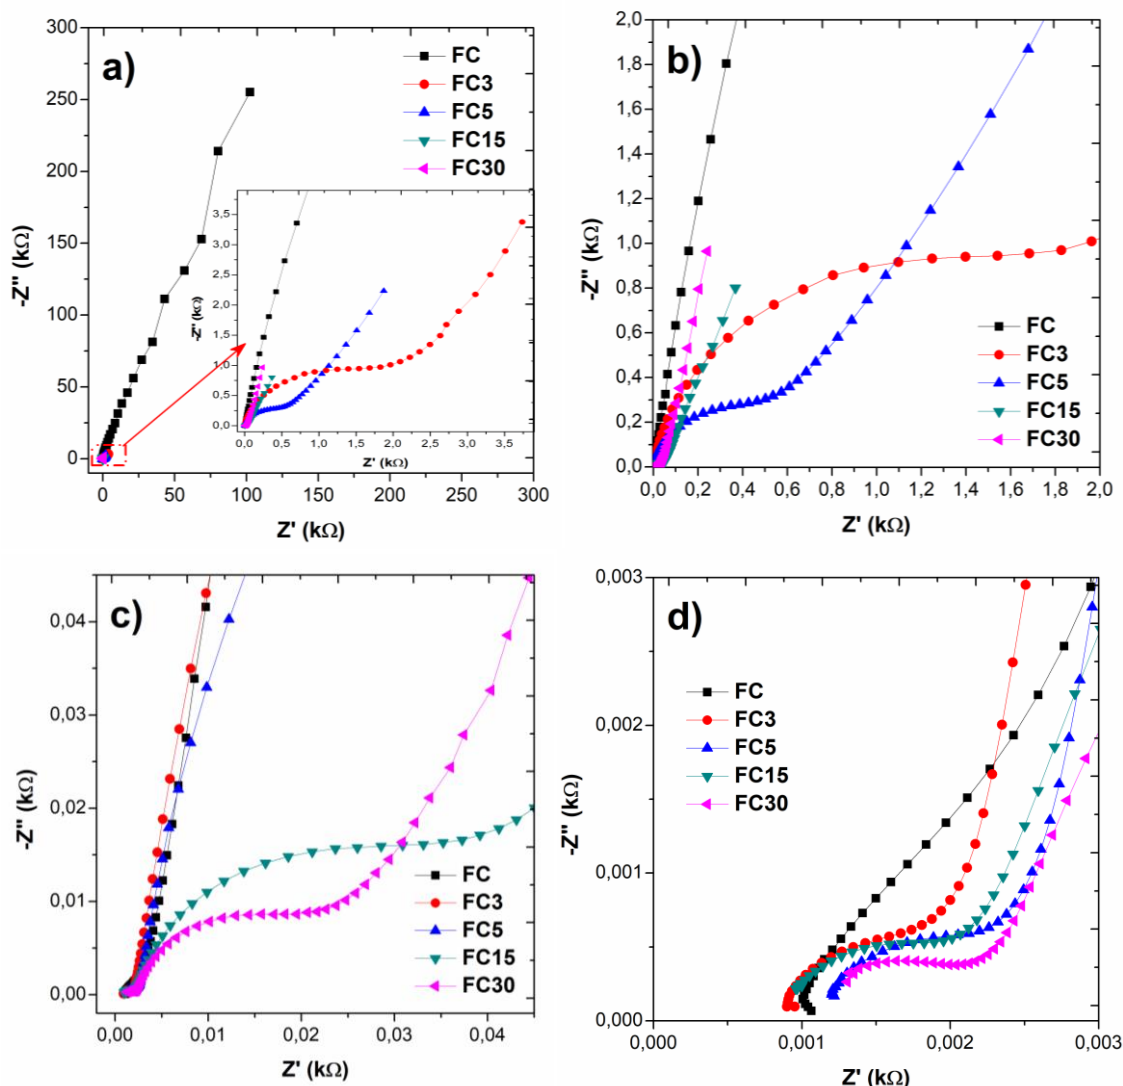 a)
300
250
200
150
100
50
0
-Z" (kΩ)
0 50 100 150 200 250 300
Z' (kΩ)
FC
FC3
FC5
FC15
FC30
3,5
3,0
2,5
2,0
1,5
1,0
0,5
0,0
-Z" (kΩ)
0,0 0,5 1,0 1,5 2,0 2,5 3,0 3,5
Z' (kΩ)
b)
2,0
1,8
1,6
1,4
1,2
1,0
0,8
0,6
0,4
0,2
0,0
-Z" (kΩ)
0,0 0,2 0,4 0,6 0,8 1,0 1,2 1,4 1,6 1,8 2,0
Z' (kΩ)
FC
FC3
FC5
FC15
FC30
c)
0,04
0,03
0,02
0,01
0,00
-Z" (kΩ)
0,00 0,01 0,02 0,03 0,04
Z' (kΩ)
FC
FC3
FC5
FC15
FC30
d)
0,003
0,002
0,001
0,000
-Z" (kΩ)
0,000 0,001 0,002 0,003
Z' (kΩ)
FC
FC3
FC5
FC15
FC30